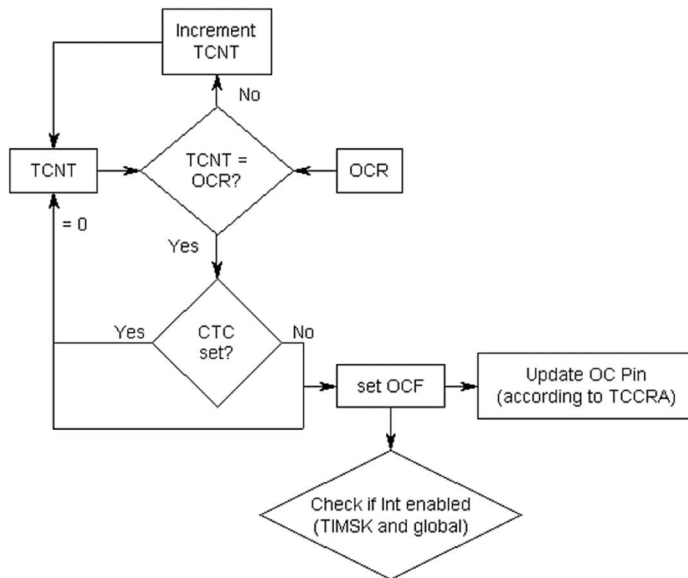 Increment
TCNT
No
TCNT
TCNT =
OCR?
OCR
= 0
Yes
Yes
CTC
set?
No
set OCF
Update OC Pin
(according to TCCRA)
Check if Int enabled
(TIMSK and global)